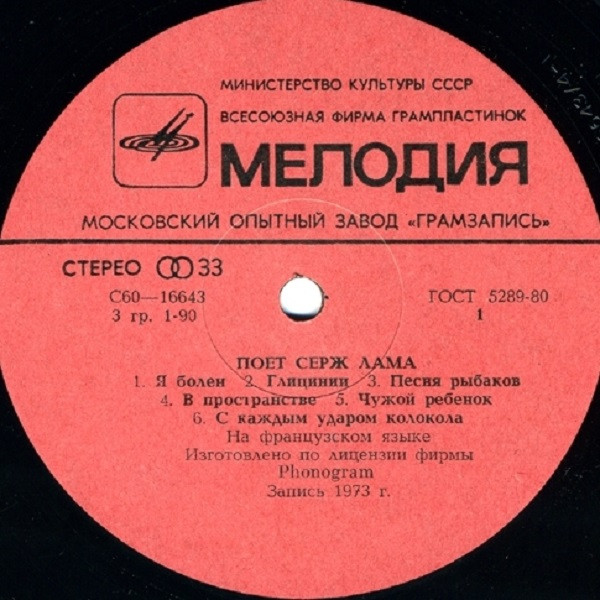 МИНИСТЕРСТВО КУЛЬТУРЫ СССР
ВСЕСОЮЗНАЯ ФИРМА ГРАМПЛАСТИНОК
МЕЛОДИЯ
МОСКОВСКИЙ ОПЫТНЫЙ ЗАВОД «ГРАМЗАПИСЬ»
СТЕРЕО 33
С60—16643 ГОСТ 5289-80
3 гр. 1-90 1
ПОЕТ СЕРЖ ЛАМА
1. Я болен 2. Глицинии 3. Песня рыбаков
4. В пространстве 5. Чужой ребенок
6. С каждым ударом колокола
На французском языке
Изготовлено по лицензии фирмы
Phonogram
Запись 1973 г.